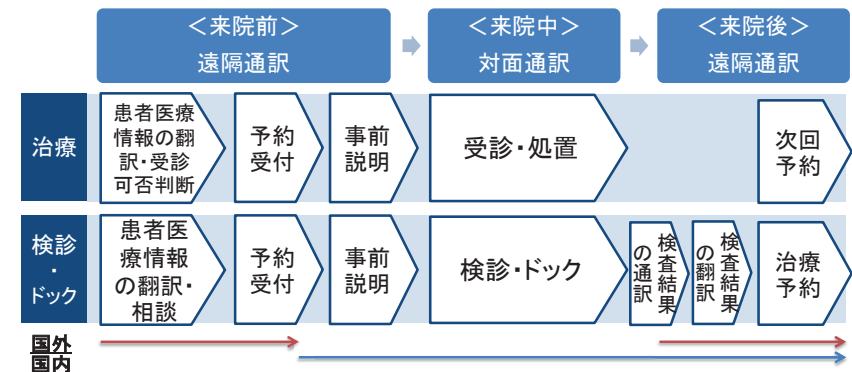 ＜来院前＞
遠隔通訳
＜来院中＞
対面通訳
＜来院後＞
遠隔通訳
治療
患者医療
情報の翻
訳・受診
可否判断
予約
受付
事前
説明
受診・処置
次回
予約
検診
・
ドック
患者医
療情報
の翻訳・
相談
予約
受付
事前
説明
検診・ドック
検査結果
の通訳
検査結果
の翻訳
治療
予約
国外
国内